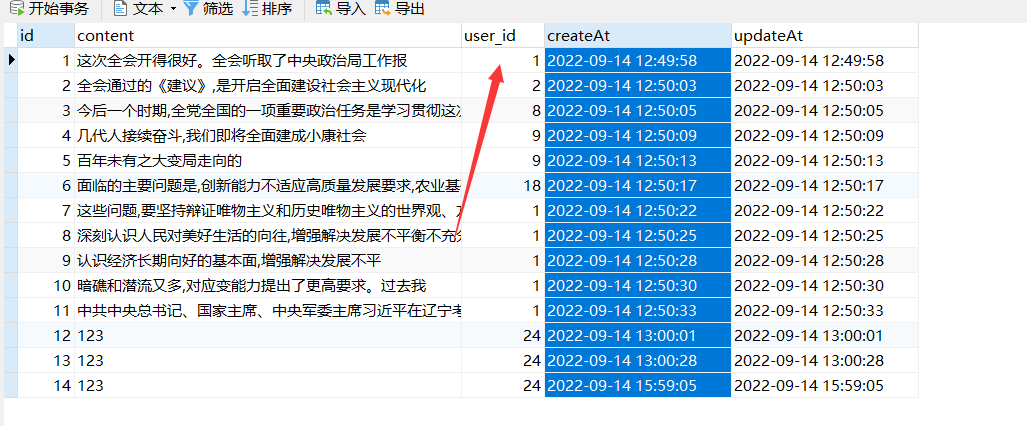 开始事务 文本 筛选 排序 导入 导出
id content user_id createAt updateAt
1 这次全会开得很好。全会听取了中央政治局工作报 1 2022-09-14 12:49:58 2022-09-14 12:49:58
2 全会通过的《建议》,是开启全面建设社会主义现代化 2 2022-09-14 12:50:03 2022-09-14 12:50:03
3 今后一个时期,全党全国的一项重要政治任务是学习贯彻这次 8 2022-09-14 12:50:05 2022-09-14 12:50:05
4 几代人接续奋斗,我们即将全面建成小康社会 9 2022-09-14 12:50:09 2022-09-14 12:50:09
5 百年未有之大变局走向的 9 2022-09-14 12:50:13 2022-09-14 12:50:13
6 面临的主要问题是,创新能力不适应高质量发展要求,农业基 18 2022-09-14 12:50:17 2022-09-14 12:50:17
7 这些问题,要坚持辩证唯物主义和历史唯物主义的世界观、 1 2022-09-14 12:50:22 2022-09-14 12:50:22
8 深刻认识人民对美好生活的向往,增强解决发展不平衡不充 1 2022-09-14 12:50:25 2022-09-14 12:50:25
9 认识经济长期向好的基本面,增强解决发展不平 1 2022-09-14 12:50:28 2022-09-14 12:50:28
10 暗礁和潜流又多,对应变能力提出了更高要求。过去我 1 2022-09-14 12:50:30 2022-09-14 12:50:30
11 中共中央总书记、国家主席、中央军委主席习近平在辽宁考 1 2022-09-14 12:50:33 2022-09-14 12:50:33
12 123 24 2022-09-14 13:00:01 2022-09-14 13:00:01
13 123 24 2022-09-14 13:00:28 2022-09-14 13:00:28
14 123 24 2022-09-14 15:59:05 2022-09-14 15:59:05